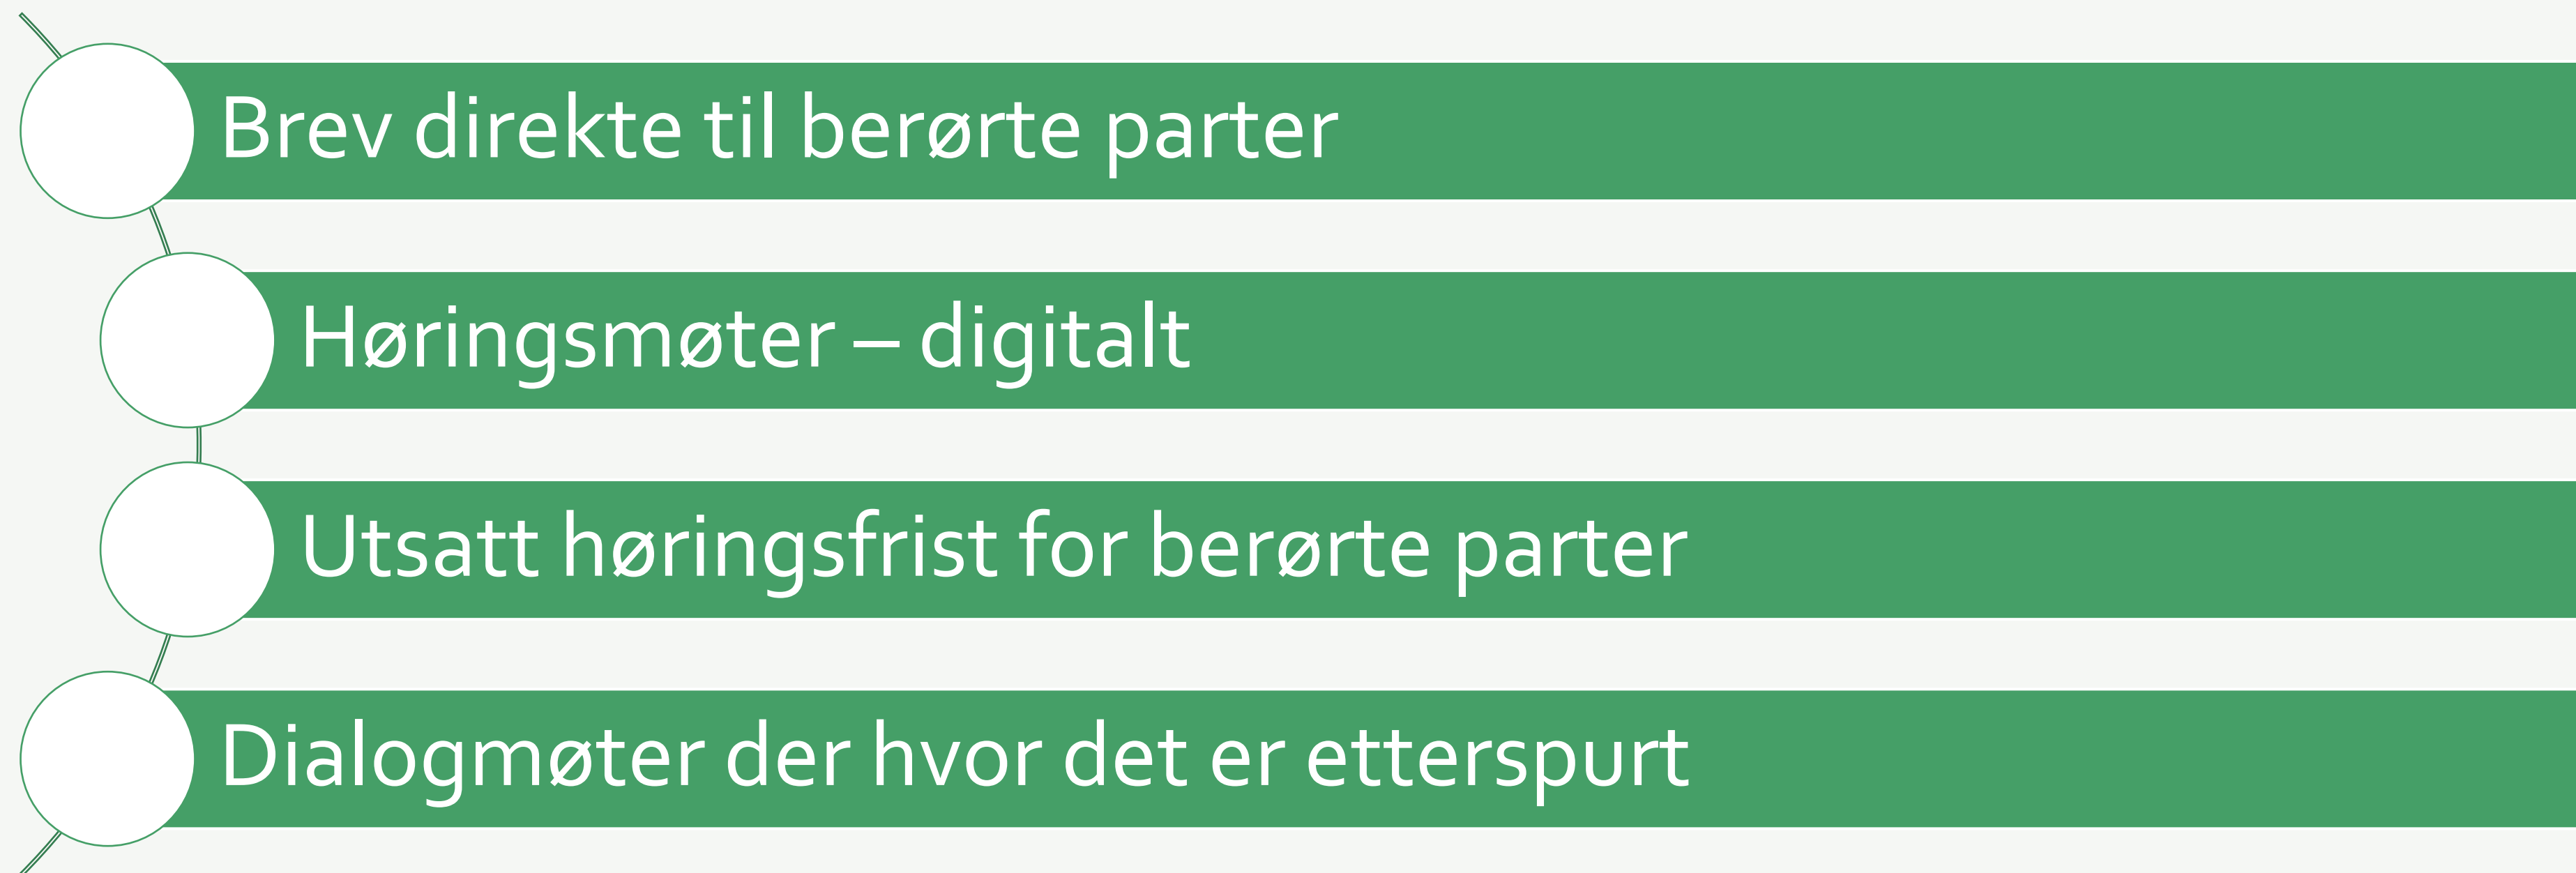 Brev direkte til berørte parter
Høringsmøter – digitalt
Utsatt høringsfrist for berørte parter
Dialogmøter der hvor det er etterspurt